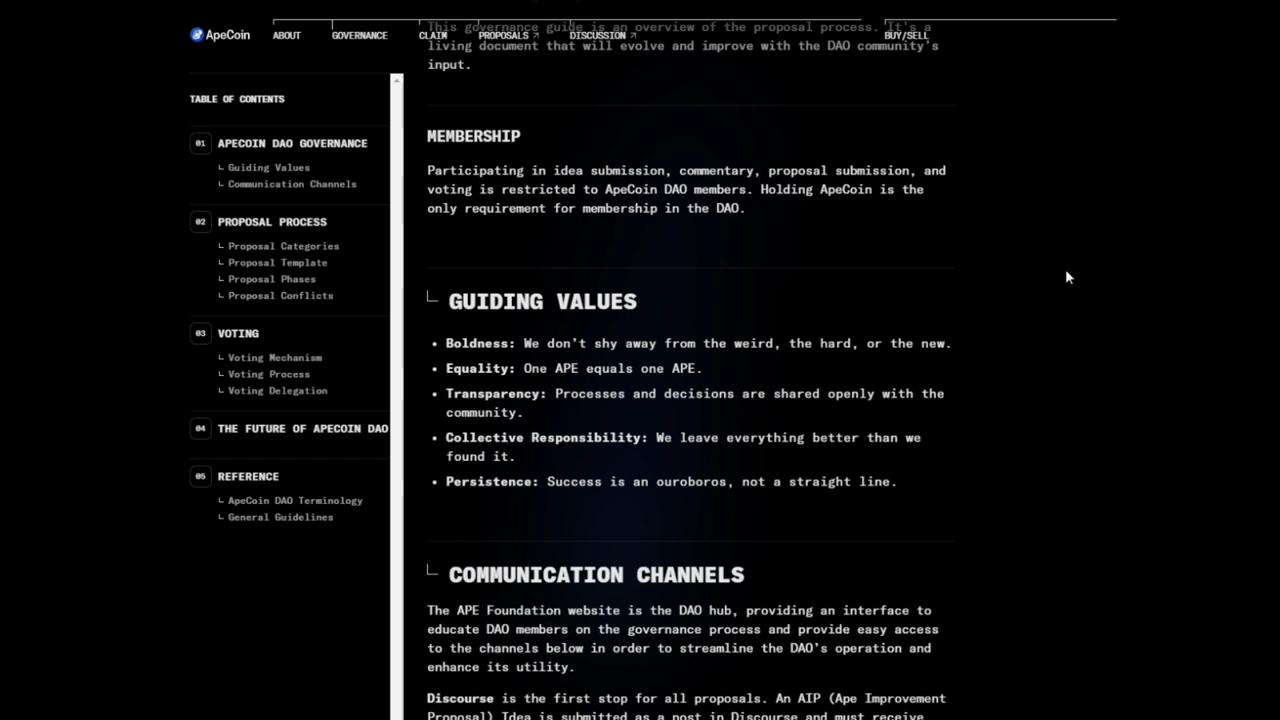 ApeCoin
ABOUT
GOVERNANCE
CLAIM
PROPOSALS ↗
DISCUSSION ↗
BUY/SELL
TABLE OF CONTENTS
01 APECOIN DAO GOVERNANCE
Guiding Values
Communication Channels
02 PROPOSAL PROCESS
Proposal Categories
Proposal Template
Proposal Phases
Proposal Conflicts
03 VOTING
Voting Mechanism
Voting Process
Voting Delegation
04 THE FUTURE OF APECOIN DAO
05 REFERENCE
ApeCoin DAO Terminology
General Guidelines
This governance guide is an overview of the proposal process. It's a
living document that will evolve and improve with the DAO community's
input.
MEMBERSHIP
Participating in idea submission, commentary, proposal submission, and
voting is restricted to ApeCoin DAO members. Holding ApeCoin is the
only requirement for membership in the DAO.
GUIDING VALUES
• Boldness: We don't shy away from the weird, the hard, or the new.
• Equality: One APE equals one APE.
• Transparency: Processes and decisions are shared openly with the
community.
• Collective Responsibility: We leave everything better than we
found it.
• Persistence: Success is an ouroboros, not a straight line.
COMMUNICATION CHANNELS
The APE Foundation website is the DAO hub, providing an interface to
educate DAO members on the governance process and provide easy access
to the channels below in order to streamline the DAO's operation and
enhance its utility.
Discourse is the first stop for all proposals. An AIP (Ape Improvement
Proposal) Idea is submitted as a post in Discourse and must receive